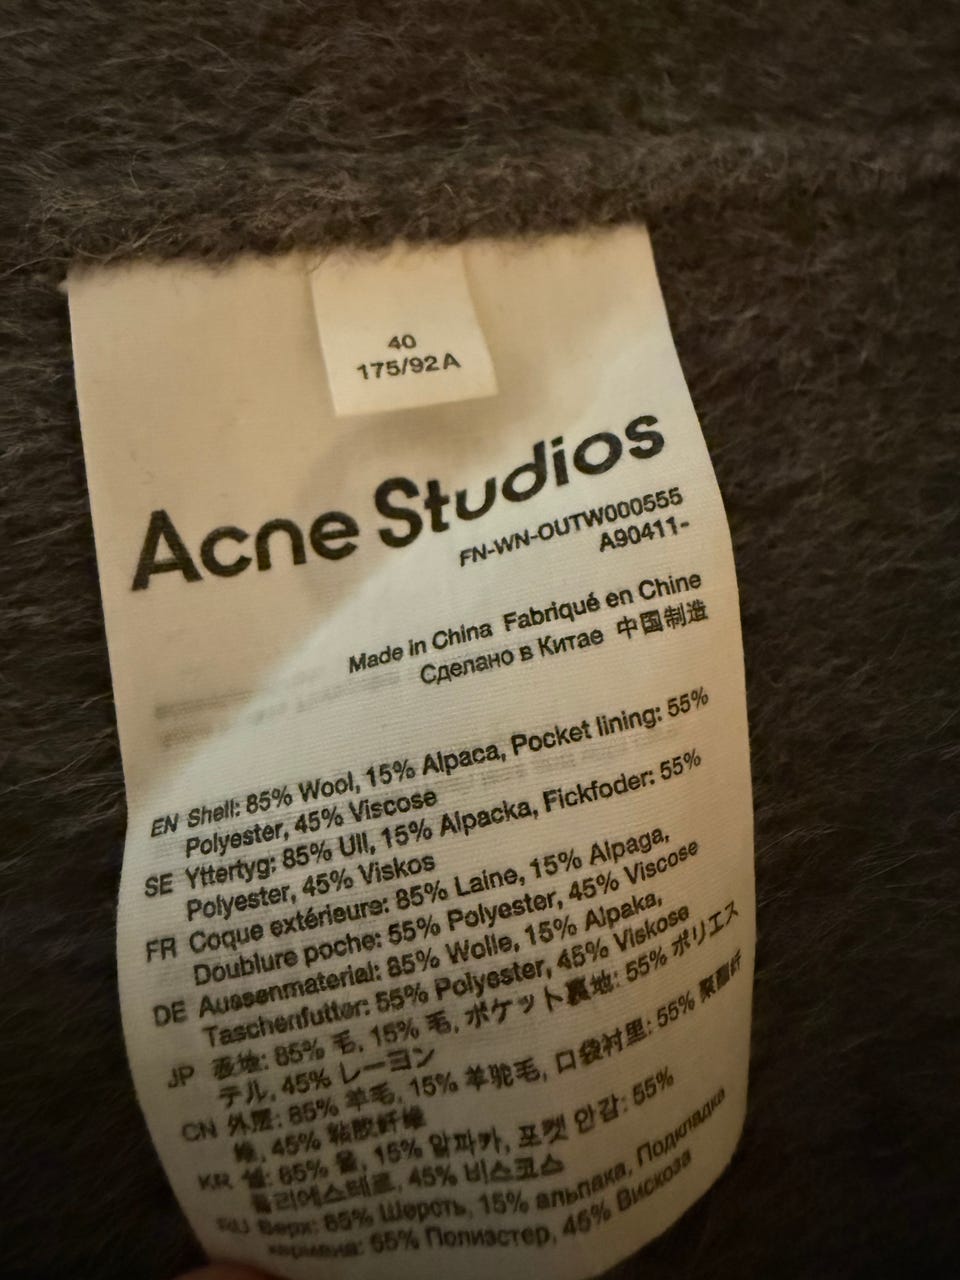 40
175/92A
Acne Studios
FN-WN-OUTW000555
A90411-
Made in China Fabriqué en Chine
Сделано в Китае 中国制造
EN Shell: 85% Wool, 15% Alpaca, Pocket lining: 55%
Polyester, 45% Viscose
SE Yttertyg: 85% Ull, 15% Alpacka, Fickfoder: 55%
Polyester, 45% Viskos
FR Coque extérieure: 85% Laine, 15% Alpaga,
Doublure poche: 55% Polyester, 45% Viscose
DE Aussenmaterial: 85% Wolle, 15% Alpaka,
Taschenfutter: 55% Polyester, 45% Viskose
JP 表地: 85% 毛, 15% 毛, ポケット裏地: 55% ポリエス
テル, 45% レーヨン
CN 外层: 85% 羊毛, 15% 羊驼毛, 口袋衬里: 55% 聚酯纤
维, 45% 粘胶纤维
KR 쉘: 85% 울, 15% 알파카, 포켓 안감: 55%
폴리에스테르, 45% 비스코스
RU Верх: 85% Шерсть, 15% альпака, Подкладка
кармана: 55% Полиэстер, 45% Вискоза